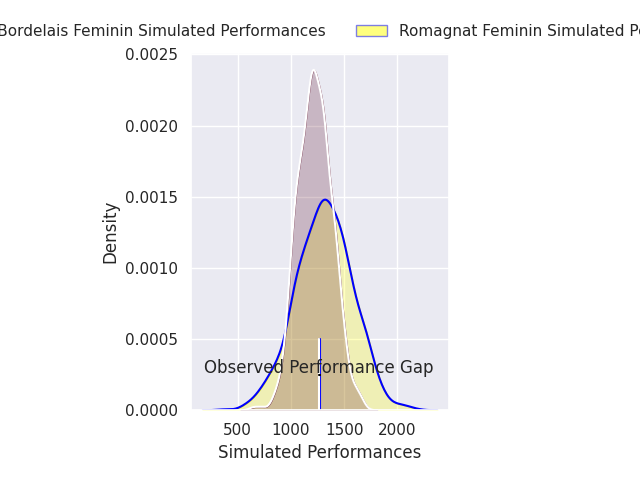 Bordelais Feminin Simulated Performances
Romagnat Feminin Simulated
0.0025
0.0020
0.0015
0.0010
0.0005
0.0000
Density
Observed Performance Gap
500 1000 1500 2000
Simulated Performances